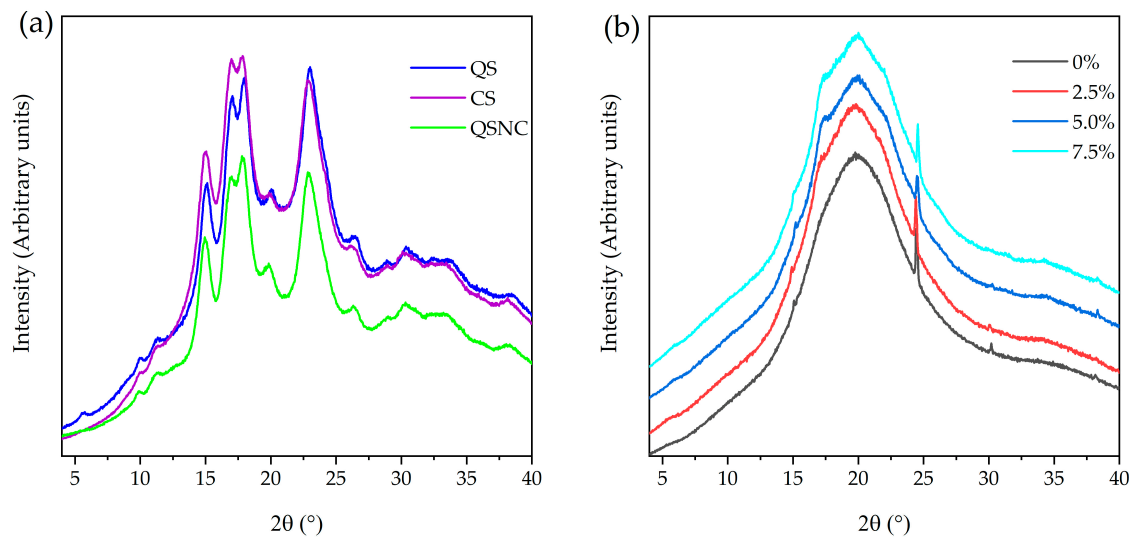 (a)
QS
CS
QSNC
Intensity (Arbitrary units)
5 10 15 20 25 30 35 40
2θ (°)
(b)
0%
2.5%
5.0%
7.5%
Intensity (Arbitrary units)
5 10 15 20 25 30 35 40
2θ (°)